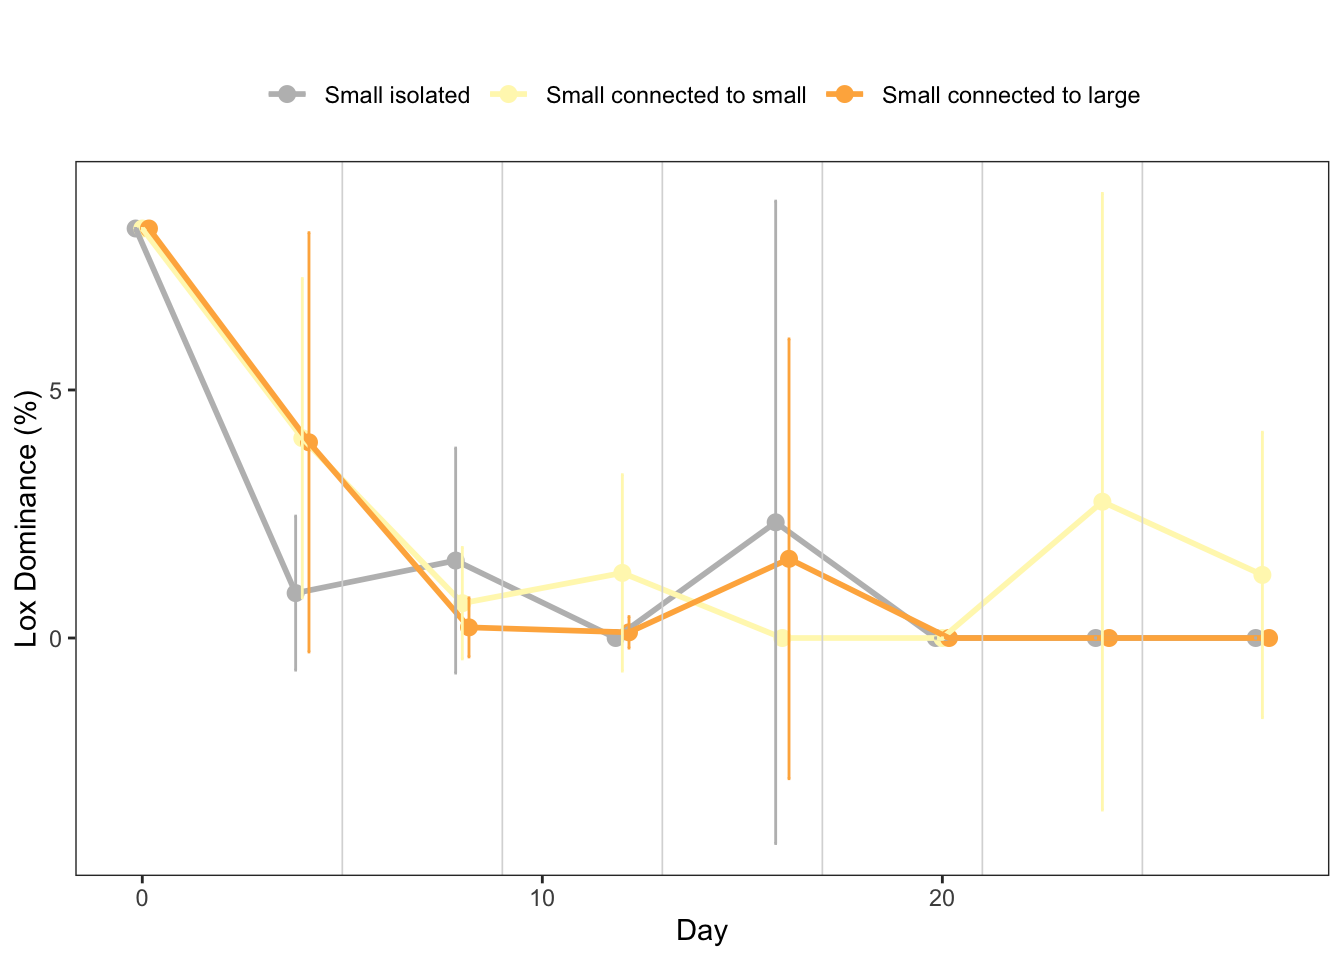 Small isolated Small connected to small Small connected to large
Lox Dominance (%)
5
0
0 10 20
Day